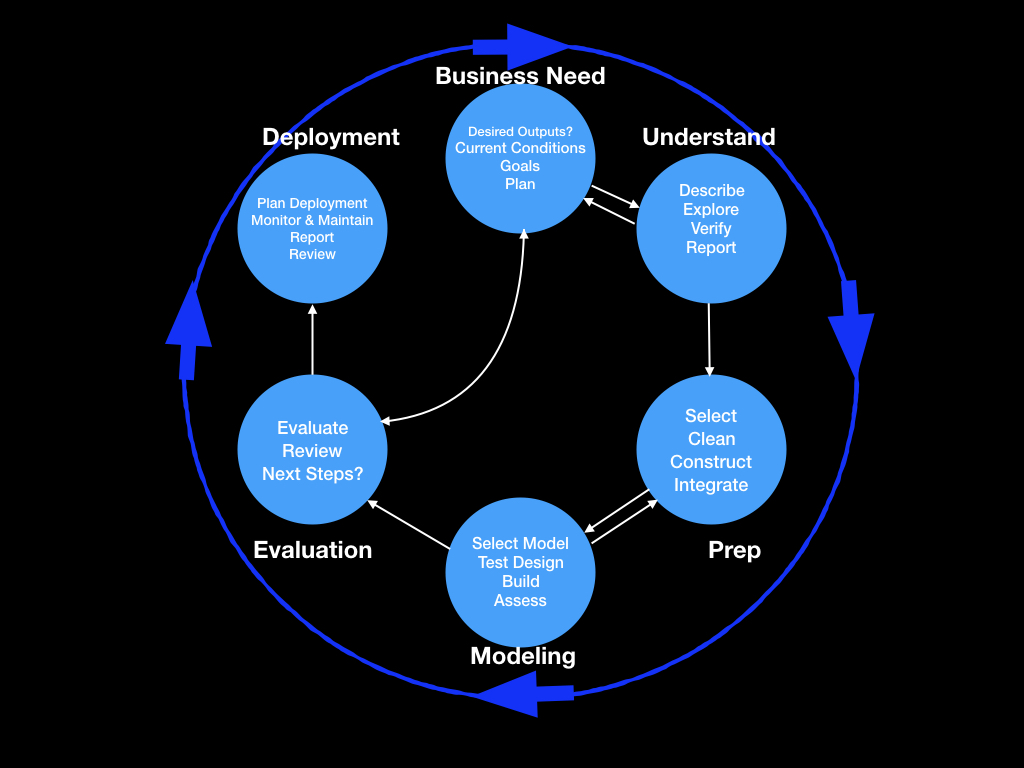 Business Need
Desired Outputs?
Current Conditions
Goals
Plan
Understand
Describe
Explore
Verify
Report
Select
Clean
Construct
Integrate
Prep
Select Model
Test Design
Build
Assess
Modeling
Evaluate
Review
Next Steps?
Evaluation
Deployment
Plan Deployment
Monitor & Maintain
Report
Review